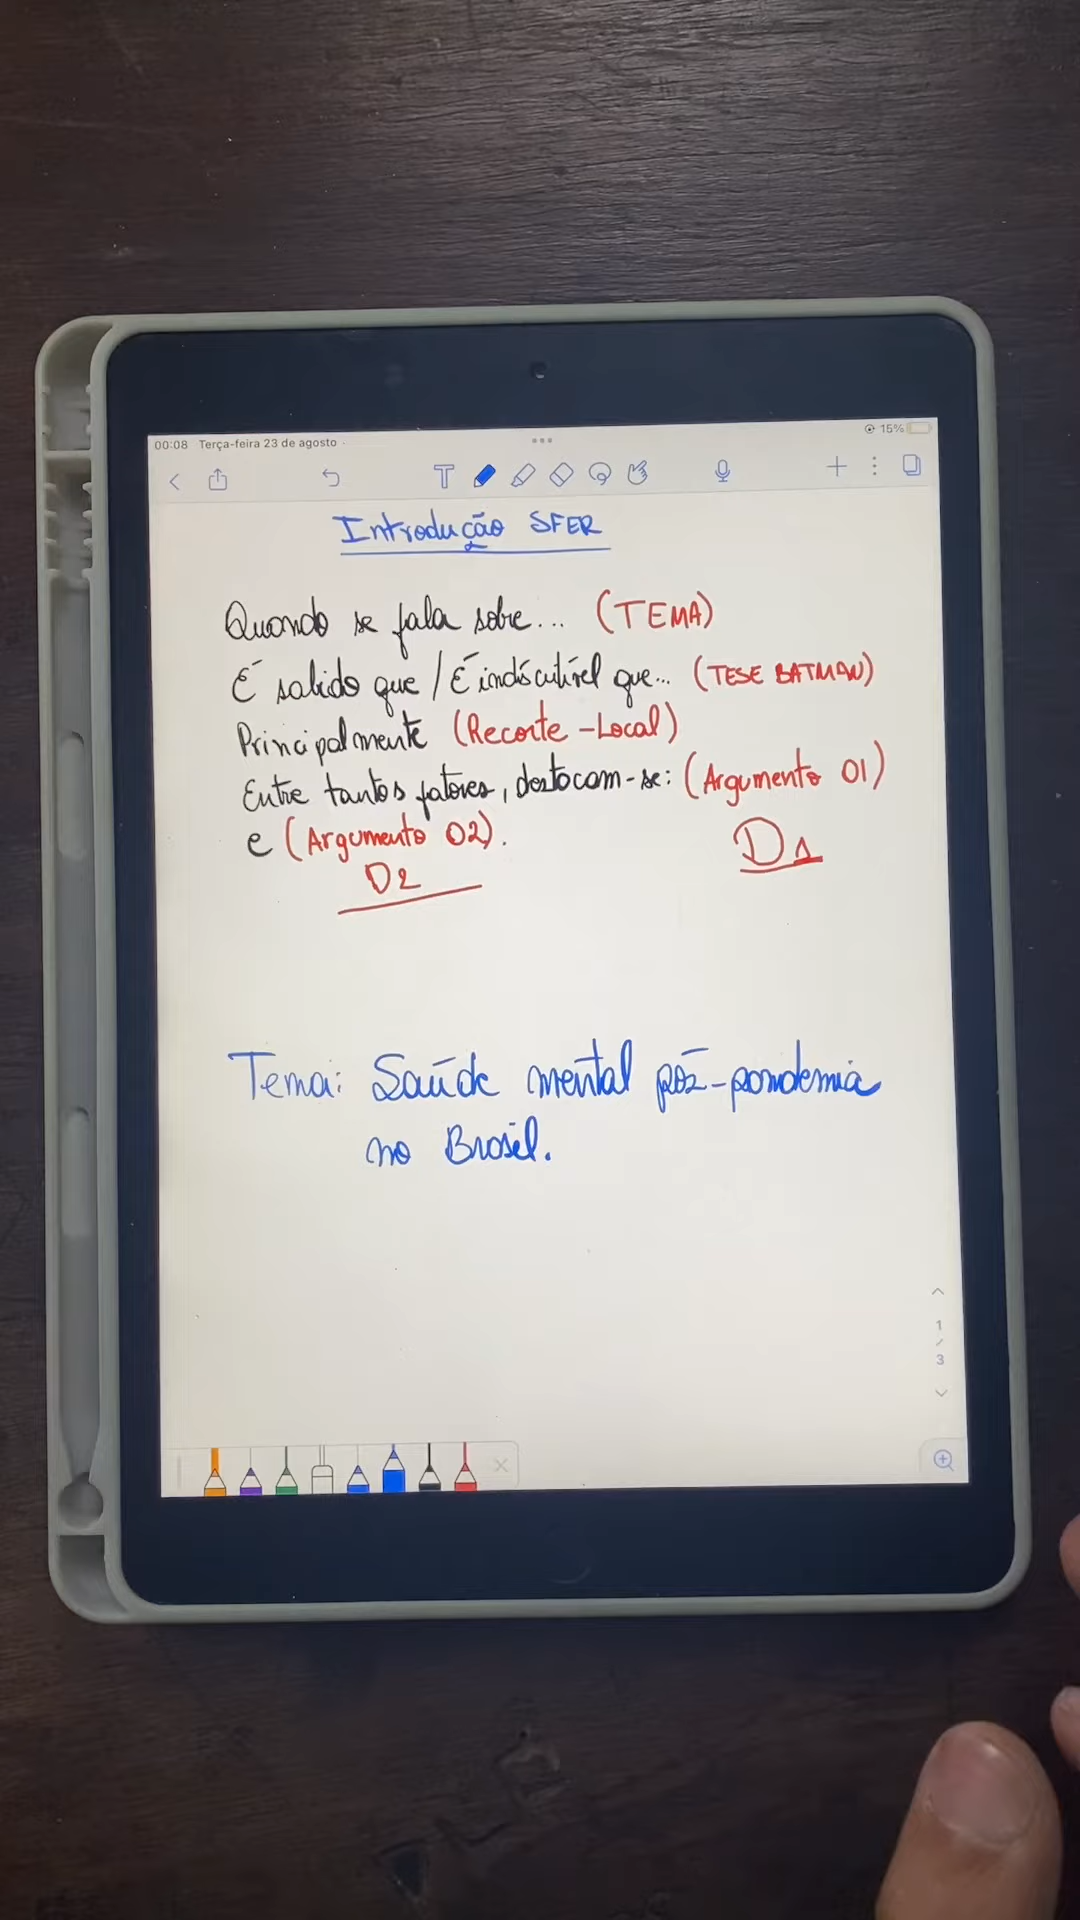 00:08 Terça-feira 23 de agosto
15%
Introdução SFER
Quando se fala sobre... (TEMA)
É sabido que / É indiscutível que... (TESE BATMAN)
Principalmente (Recorte - Local)
Entre tantos fatores, destacam-se: (Argumento 01)
e (Argumento 02).
D1
D2
Tema: Saúde mental pós-pandemia
no Brasil.
1
/
3